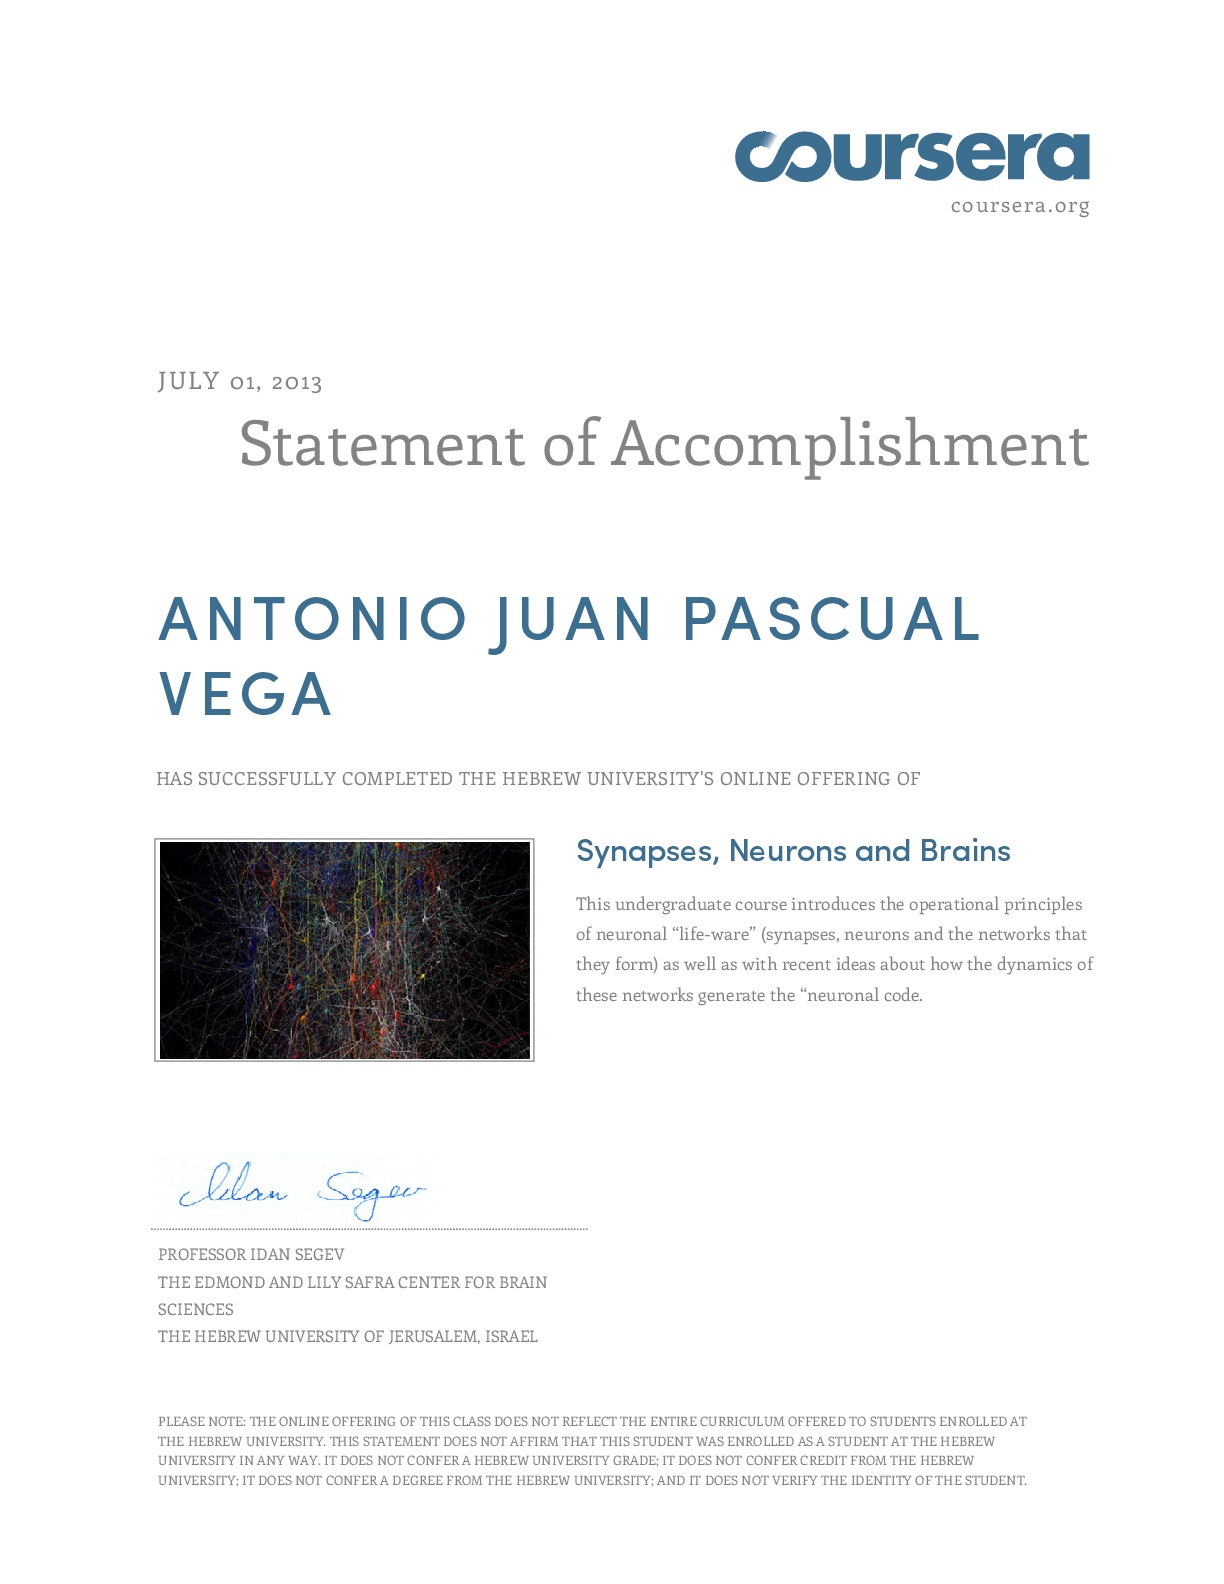 coursera
coursera.org
JULY 01, 2013
Statement of Accomplishment
ANTONIO JUAN PASCUAL
VEGA
HAS SUCCESSFULLY COMPLETED THE HEBREW UNIVERSITY'S ONLINE OFFERING OF
Synapses, Neurons and Brains
This undergraduate course introduces the operational principles
of neuronal “life-ware” (synapses, neurons and the networks that
they form) as well as with recent ideas about how the dynamics of
these networks generate the “neuronal code.
Idan Segev
PROFESSOR IDAN SEGEV
THE EDMOND AND LILY SAFRA CENTER FOR BRAIN
SCIENCES
THE HEBREW UNIVERSITY OF JERUSALEM, ISRAEL
PLEASE NOTE: THE ONLINE OFFERING OF THIS CLASS DOES NOT REFLECT THE ENTIRE CURRICULUM OFFERED TO STUDENTS ENROLLED AT
THE HEBREW UNIVERSITY. THIS STATEMENT DOES NOT AFFIRM THAT THIS STUDENT WAS ENROLLED AS A STUDENT AT THE HEBREW
UNIVERSITY IN ANY WAY. IT DOES NOT CONFER A HEBREW UNIVERSITY GRADE; IT DOES NOT CONFER CREDIT FROM THE HEBREW
UNIVERSITY; IT DOES NOT CONFER A DEGREE FROM THE HEBREW UNIVERSITY; AND IT DOES NOT VERIFY THE IDENTITY OF THE STUDENT.